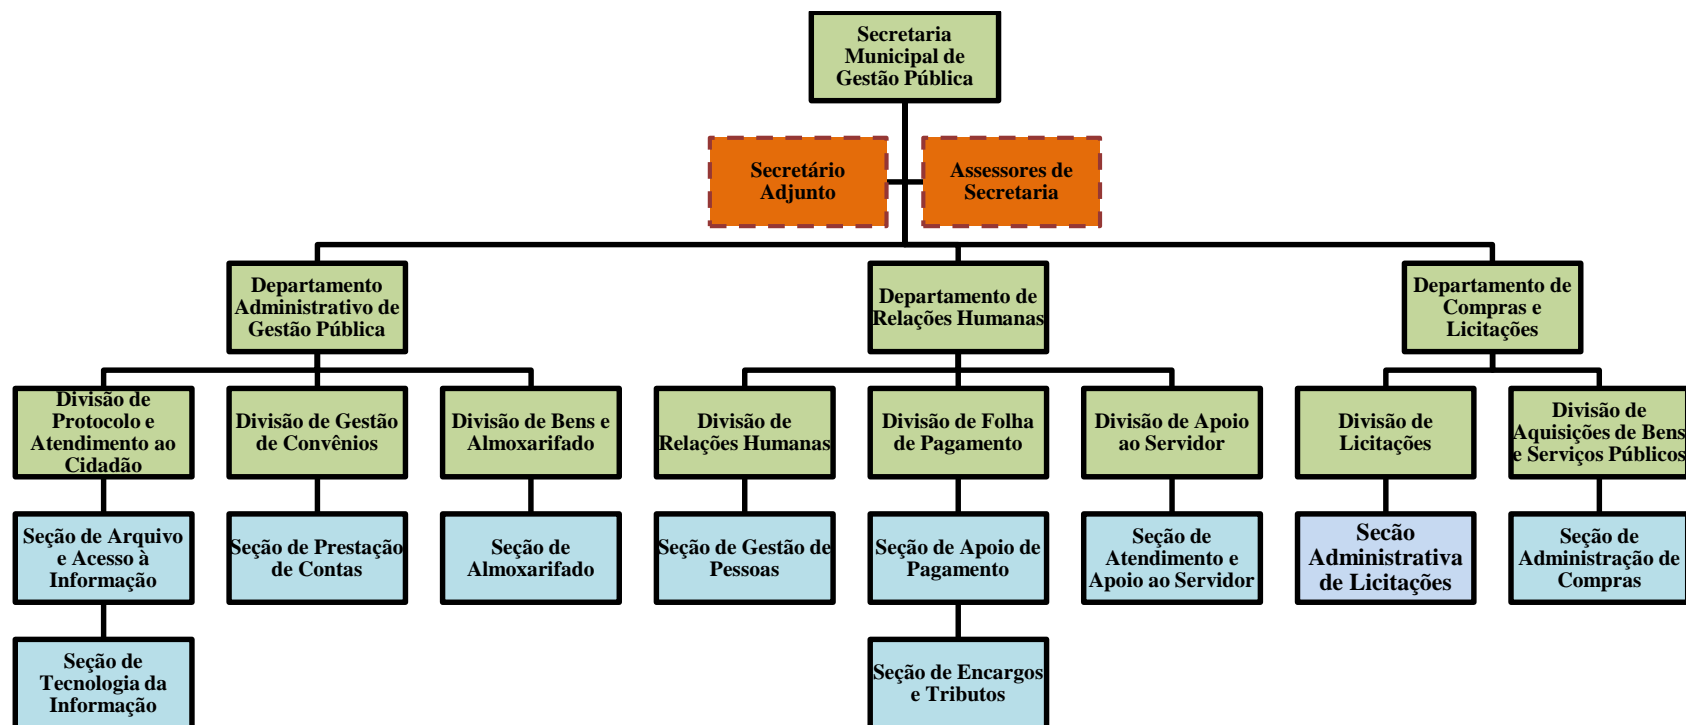 Secretaria
Municipal de
Gestão Pública
Secretário
Adjunto
Assessores de
Secretaria
Departamento
Administrativo de
Gestão Pública
Departamento de
Relações Humanas
Departamento de
Compras e
Licitações
Divisão de
Protocolo e
Atendimento ao
Cidadão
Divisão de Gestão
de Convênios
Divisão de Bens e
Almoxarifado
Divisão de
Relações Humanas
Divisão de Folha
de Pagamento
Divisão de Apoio
ao Servidor
Divisão de
Licitações
Divisão de
Aquisições de Bens
e Serviços Públicos
Seção de Arquivo
e Acesso à
Informação
Seção de Prestação
de Contas
Seção de
Almoxarifado
Seção de Gestão de
Pessoas
Seção de Apoio de
Pagamento
Seção de
Atendimento e
Apoio ao Servidor
Secão
Administrativa
de Licitações
Seção de
Administração de
Compras
Seção de
Tecnologia da
Informação
Seção de Encargos
e Tributos